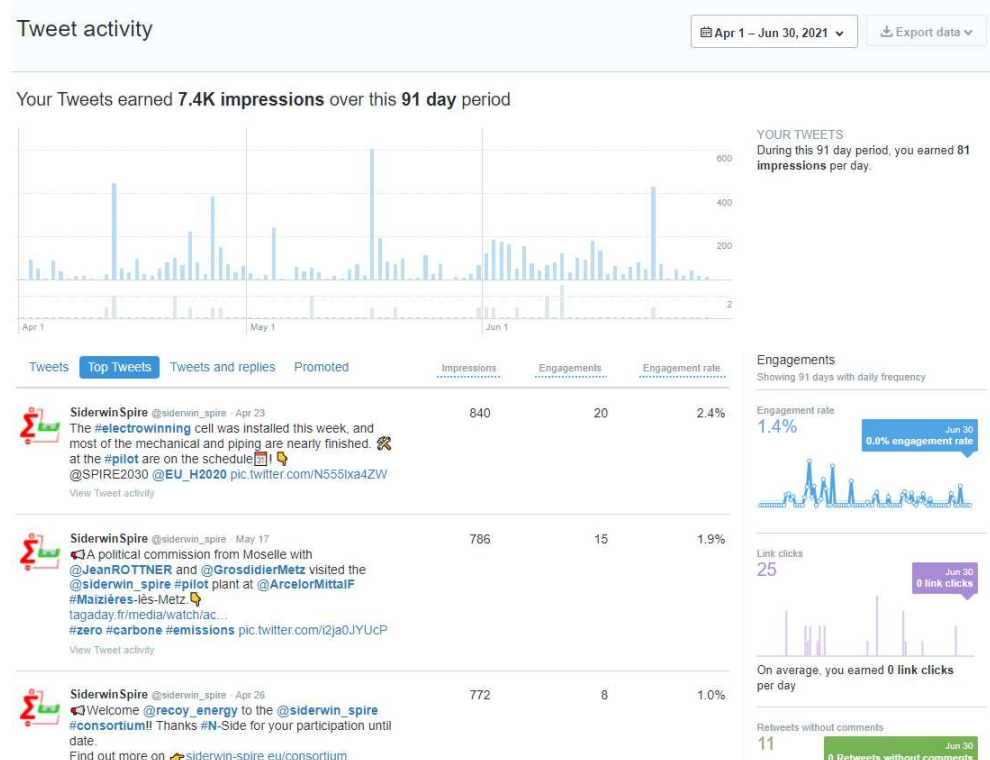 Tweet activity
Apr 1 – Jun 30, 2021
Export data
Your Tweets earned 7.4K impressions over this 91 day period
YOUR TWEETS
During this 91 day period, you earned 81
impressions per day.
600
400
200
2
Apr 1
May 1
Jun 1
Tweets
Top Tweets
Tweets and replies
Promoted
Impressions
Engagements
Engagement rate
SiderwinSpire @siderwin_spire · Apr 23
The #electrowinning cell was installed this week, and
most of the mechanical and piping are nearly finished. 🛠
at the #pilot are on the schedule📅! 👇
@SPIRE2030 @EU_H2020 pic.twitter.com/N555Ixa4ZW
View Tweet activity
840
20
2.4%
SiderwinSpire @siderwin_spire · May 17
📢A political commission from Moselle with
@JeanROTTNER and @GrosdidierMetz visited the
@siderwin_spire #pilot plant at @ArcelorMittalF
#Maizières-lès-Metz.👇
tagaday.fr/media/watch/ac…
#zero #carbone #emissions pic.twitter.com/i2ja0JYUcP
View Tweet activity
786
15
1.9%
SiderwinSpire @siderwin_spire · Apr 26
📢Welcome @recoy_energy to the @siderwin_spire
#consortium!! Thanks #N-Side for your participation until
date.
Find out more on 👉siderwin-spire.eu/consortium
772
8
1.0%
Engagements
Showing 91 days with daily frequency
Engagement rate
1.4%
Jun 30
0.0% engagement rate
Link clicks
25
Jun 30
0 link clicks
On average, you earned 0 link clicks
per day
Retweets without comments
11
Jun 30
0 Retweets without comments